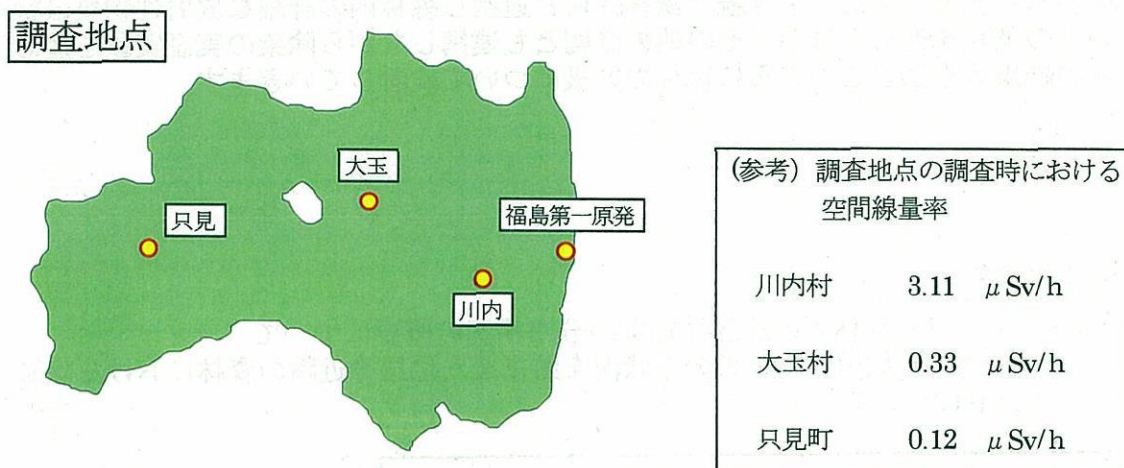 調査地点
大玉
只見
福島第一原発
川内
(参考) 調査地点の調査時における
空間線量率
川内村 3.11 μSv/h
大玉村 0.33 μSv/h
只見町 0.12 μSv/h